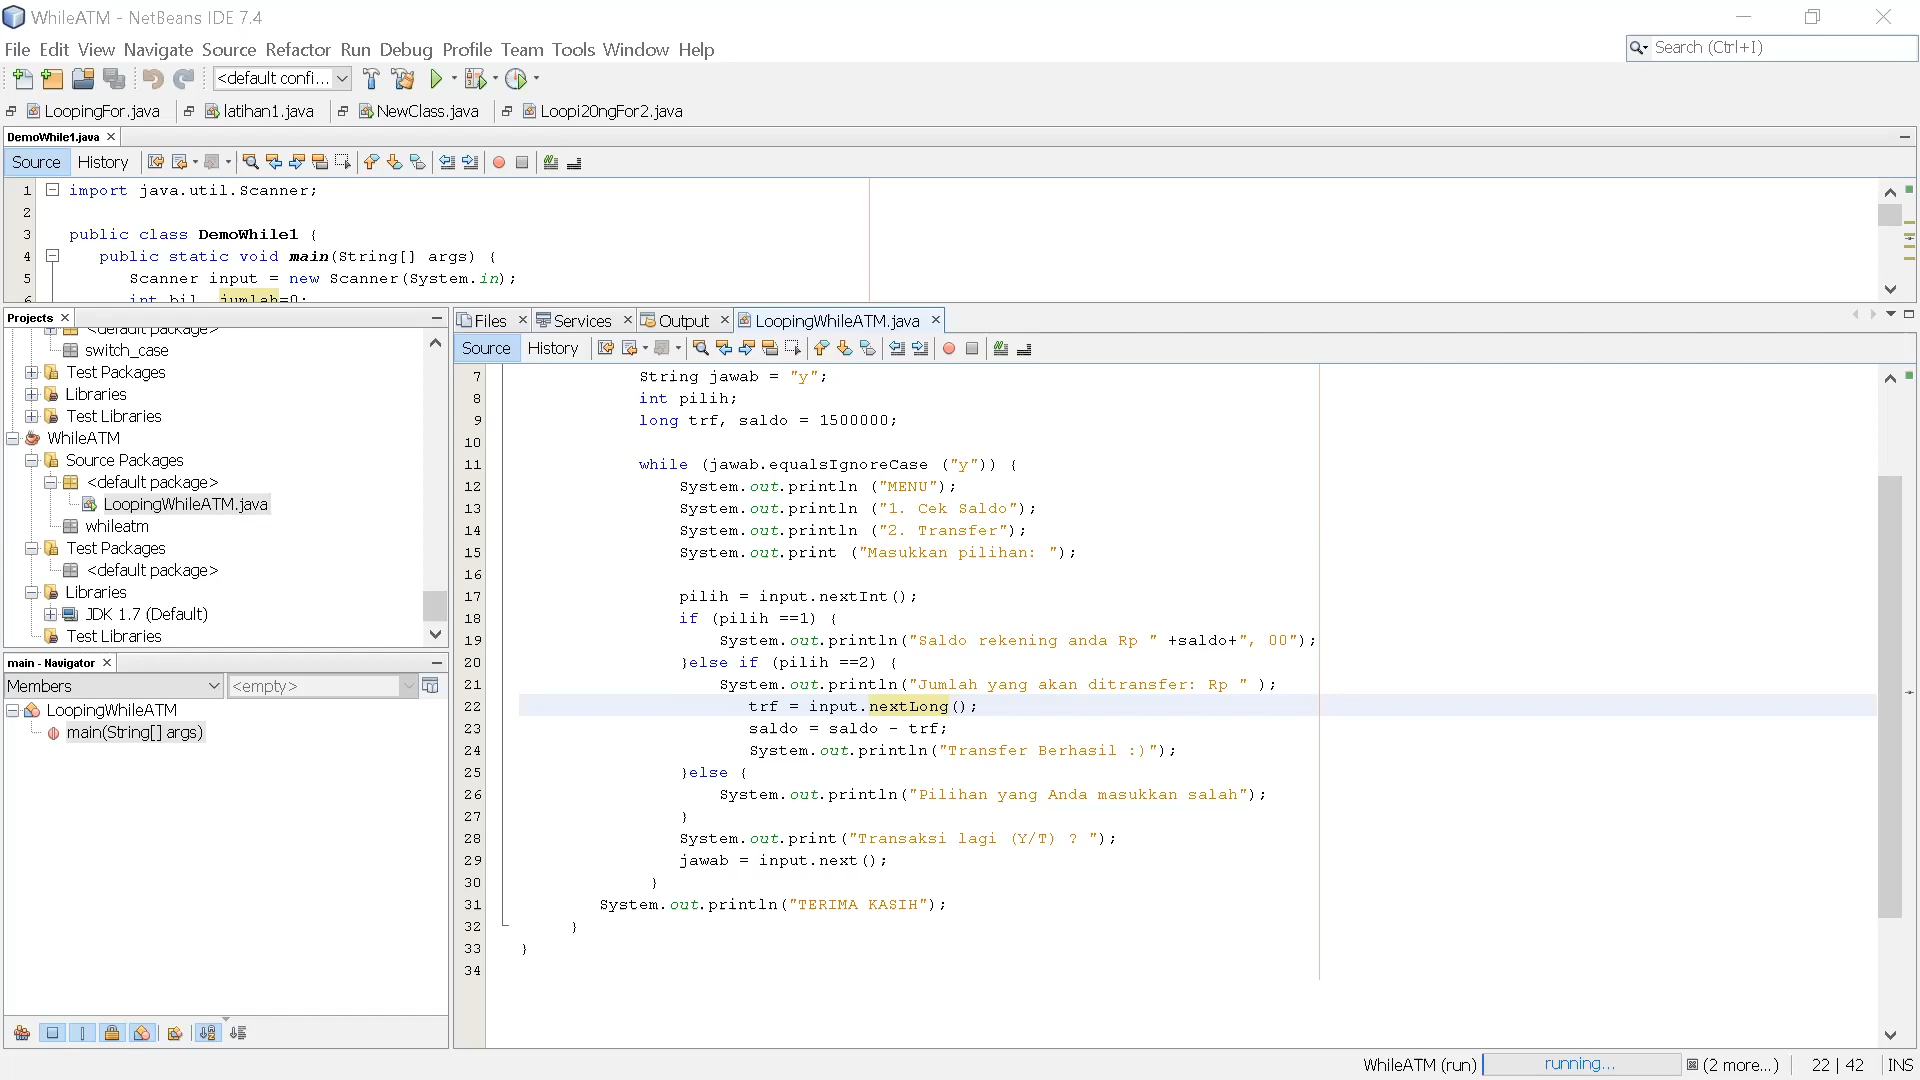 WhileATM - NetBeans IDE 7.4
File Edit View Navigate Source Refactor Run Debug Profile Team Tools Window Help
Search (Ctrl+I)
<default confi...
LoopingFor.java latihan1.java NewClass.java Loopi20ngFor2.java
DemoWhile1.java
Source History
1 import java.util.Scanner;
2
3 public class DemoWhile1 {
4 public static void main(String[] args) {
5 Scanner input = new Scanner(System.in);
6 int bil, jumlah=0;
Projects
<default package>
switch_case
Test Packages
Libraries
Test Libraries
WhileATM
Source Packages
<default package>
LoopingWhileATM.java
whileatm
Test Packages
<default package>
Libraries
JDK 1.7 (Default)
Test Libraries
main - Navigator
Members <empty>
LoopingWhileATM
main(String[] args)
Files Services Output LoopingWhileATM.java
Source History
7 String jawab = "y";
8 int pilih;
9 long trf, saldo = 1500000;
10
11 while (jawab.equalsIgnoreCase ("y")) {
12 System.out.println ("MENU");
13 System.out.println ("1. Cek Saldo");
14 System.out.println ("2. Transfer");
15 System.out.print ("Masukkan pilihan: ");
16
17 pilih = input.nextInt();
18 if (pilih ==1) {
19 System.out.println("Saldo rekening anda Rp " +saldo+", 00");
20 }else if (pilih ==2) {
21 System.out.println("Jumlah yang akan ditransfer: Rp " );
22 trf = input.nextLong();
23 saldo = saldo - trf;
24 System.out.println("Transfer Berhasil :)");
25 }else {
26 System.out.println("Pilihan yang Anda masukkan salah");
27 }
28 System.out.print("Transaksi lagi (Y/T) ? ");
29 jawab = input.next();
30 }
31 System.out.println("TERIMA KASIH");
32 }
33 }
34
WhileATM (run) running... (2 more...) 22 | 42 INS